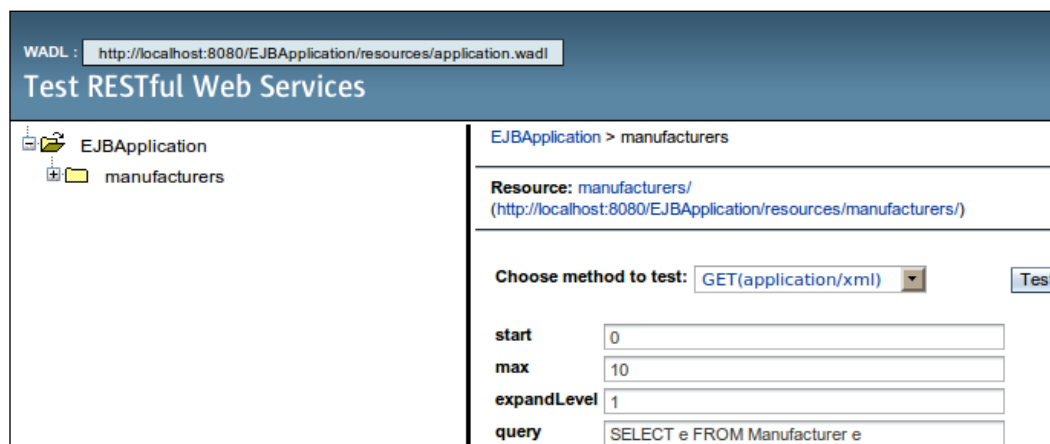 WADL : http://localhost:8080/EJBApplication/resources/application.wadl
Test RESTful Web Services
EJBApplication
manufacturers
EJBApplication > manufacturers
Resource: manufacturers/
(http://localhost:8080/EJBApplication/resources/manufacturers/)
Choose method to test: GET(application/xml) Test
start 0
max 10
expandLevel 1
query SELECT e FROM Manufacturer e